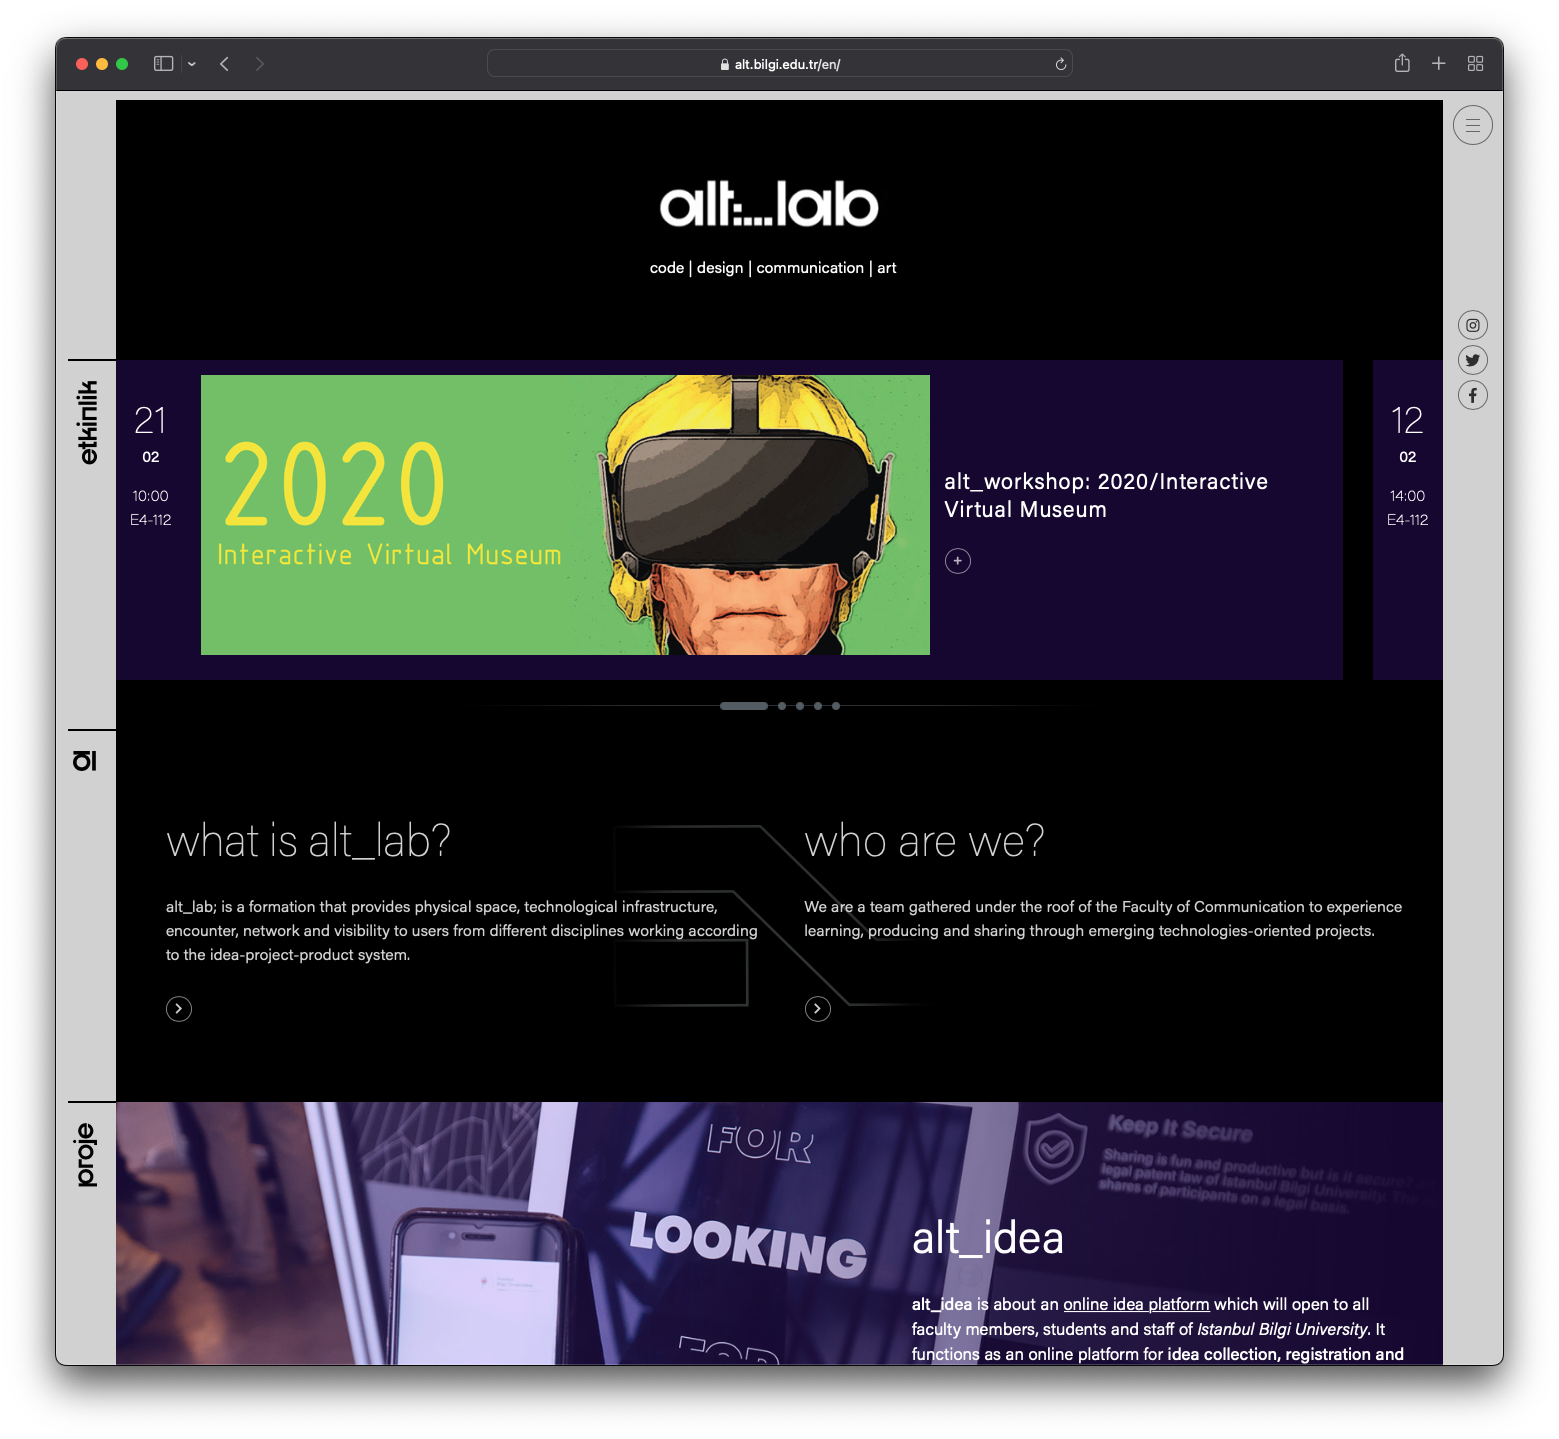 alt.bilgi.edu.tr/en/
alt:...lab
code | design | communication | art
etkinlik
21
02
10:00
E4-112
2020
Interactive Virtual Museum
alt_workshop: 2020/Interactive
Virtual Museum
12
02
14:00
E4-112
al
what is alt_lab?
alt_lab; is a formation that provides physical space, technological infrastructure,
encounter, network and visibility to users from different disciplines working according
to the idea-project-product system.
who are we?
We are a team gathered under the roof of the Faculty of Communication to experience
learning, producing and sharing through emerging technologies-oriented projects.
proje
FOR
LOOKING
FOR
Keep It Secure
Sharing is fun and productive but is it secure?
legal patent law of Istanbul Bilgi University. The
shares of participants on a legal basis.
alt_idea
alt_idea is about an online idea platform which will open to all
faculty members, students and staff of Istanbul Bilgi University. It
functions as an online platform for idea collection, registration and